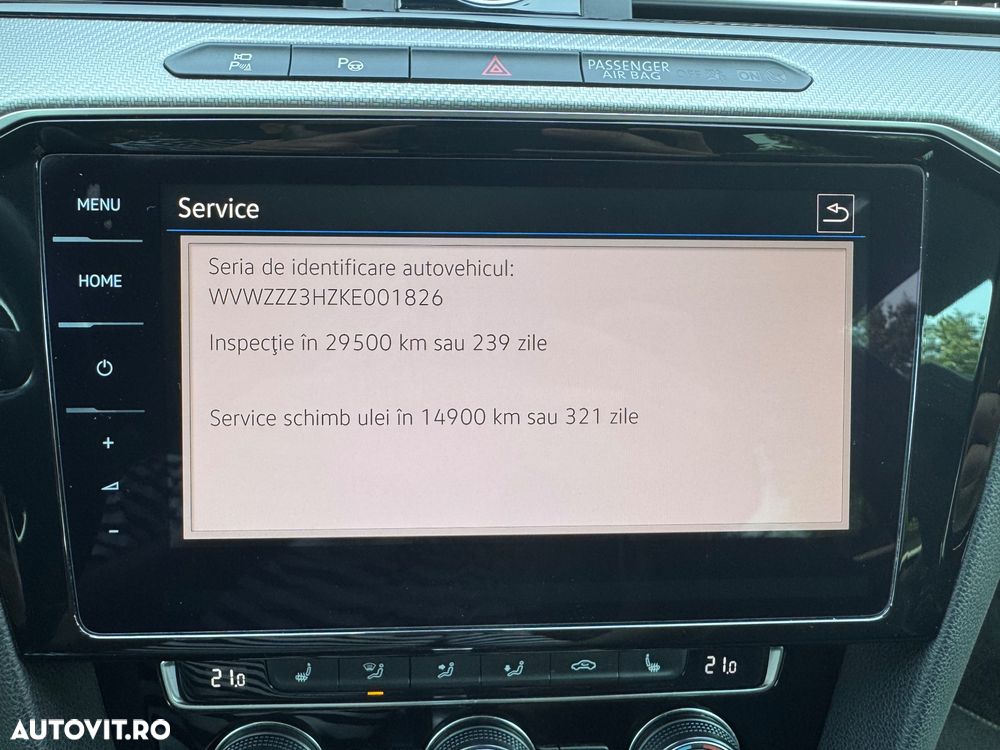 PASSENGER
AIR BAG OFF ON
MENU
Service
HOME
Seria de identificare autovehicul:
WVWZZZ3HZKE001826
Inspecţie în 29500 km sau 239 zile
Service schimb ulei în 14900 km sau 321 zile
+
-
21.0
21.0
AUTOVIT.RO